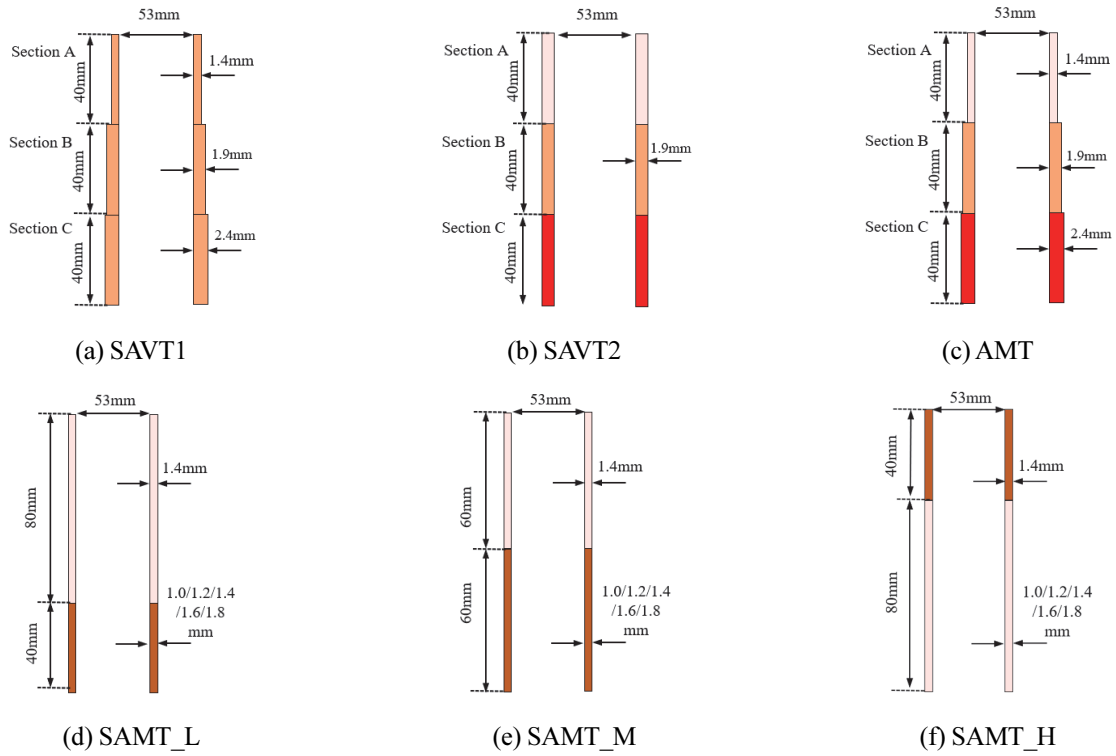 53mm
Section A
40mm
1.4mm
Section B
40mm
1.9mm
Section C
40mm
2.4mm
(a) SAVT1
53mm
Section A
40mm
Section B
40mm
1.9mm
Section C
40mm
(b) SAVT2
53mm
Section A
40mm
1.4mm
Section B
40mm
1.9mm
Section C
40mm
2.4mm
(c) AMT
53mm
80mm
1.4mm
40mm
1.0/1.2/1.4
/1.6/1.8
mm
(d) SAMT_L
53mm
60mm
1.4mm
60mm
1.0/1.2/1.4
/1.6/1.8
mm
(e) SAMT_M
53mm
40mm
1.4mm
80mm
1.0/1.2/1.4
/1.6/1.8
mm
(f) SAMT_H